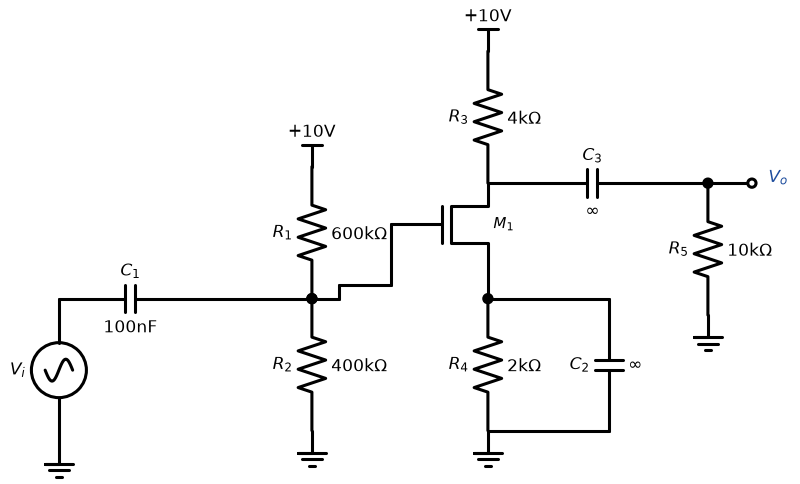 +10V
R3 4kΩ
+10V
C3
∞
Vo
R1 600kΩ
M1
R5 10kΩ
C1
100nF
Vi
R2 400kΩ
R4 2kΩ
C2 ∞